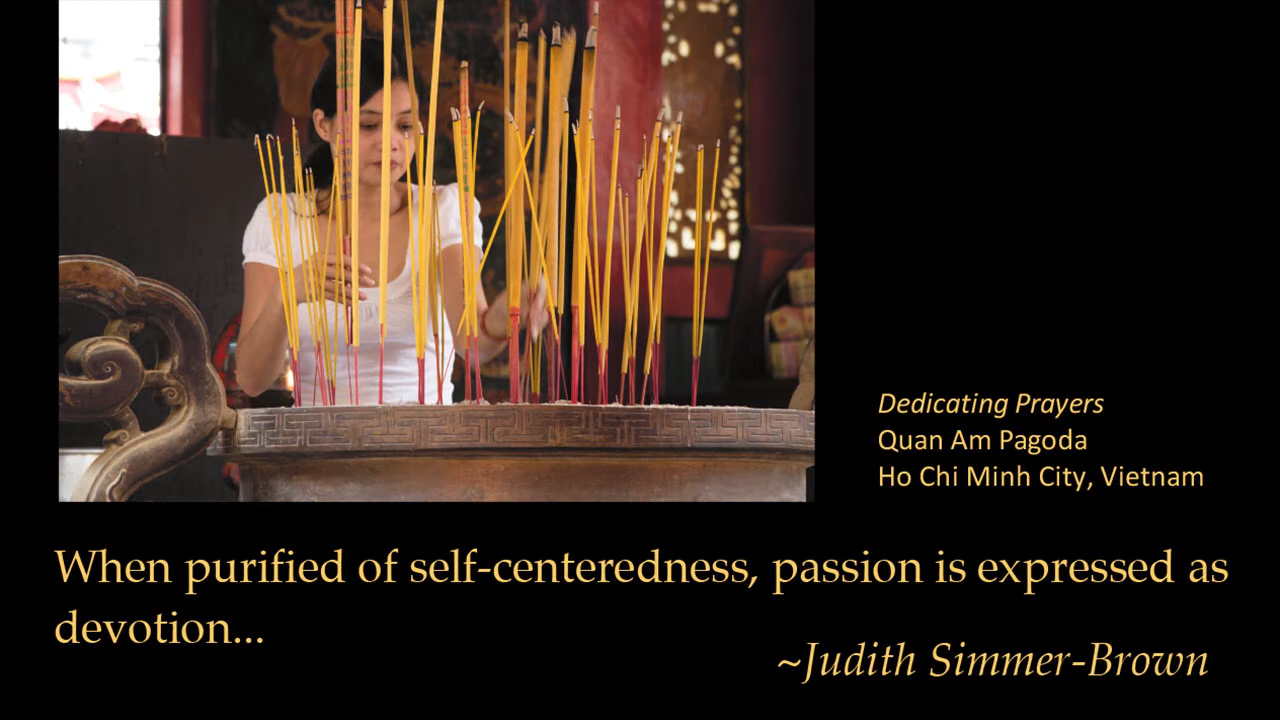 Dedicating Prayers
Quan Am Pagoda
Ho Chi Minh City, Vietnam
When purified of self-centeredness, passion is expressed as
devotion...
~Judith Simmer-Brown